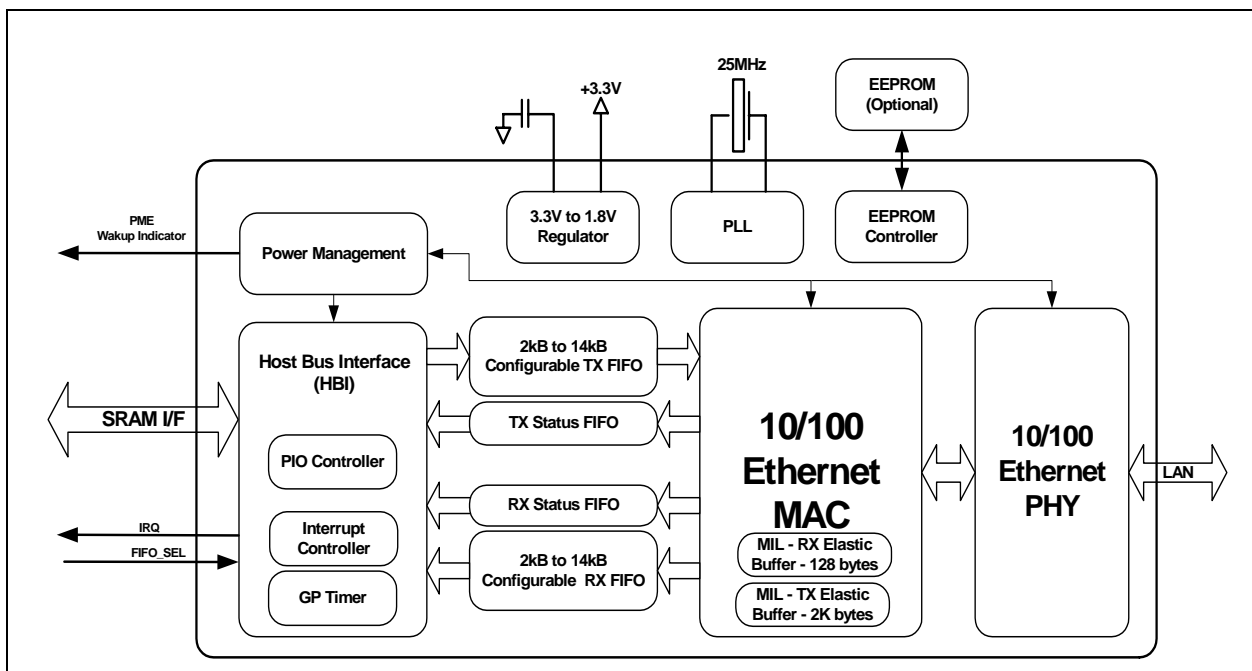 25MHz
+3.3V
EEPROM
(Optional)
3.3V to 1.8V
Regulator
PLL
EEPROM
Controller
PME
Wakup Indicator
Power Management
Host Bus Interface
(HBI)
2kB to 14kB
Configurable TX FIFO
SRAM I/F
TX Status FIFO
PIO Controller
RX Status FIFO
IRQ
FIFO_SEL
Interrupt
Controller
2kB to 14kB
Configurable RX FIFO
GP Timer
10/100
Ethernet
MAC
MIL - RX Elastic
Buffer - 128 bytes
MIL - TX Elastic
Buffer - 2K bytes
10/100
Ethernet
PHY
LAN